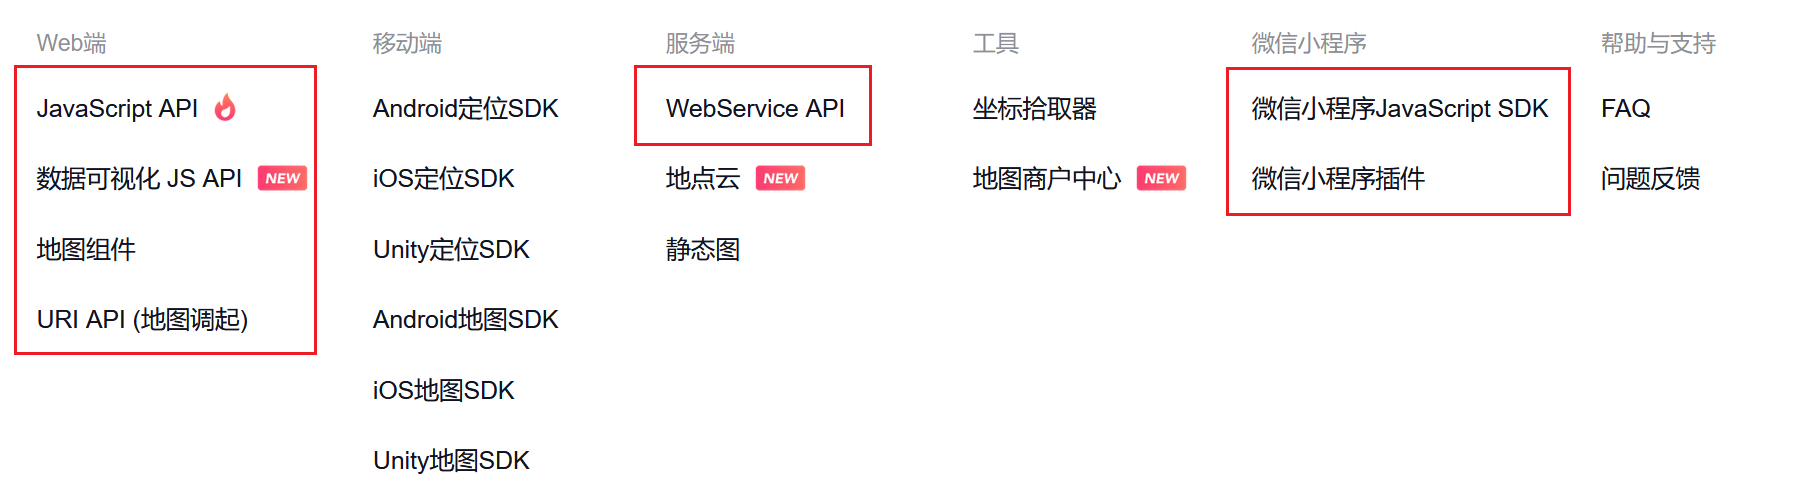 Web端
JavaScript API
数据可视化 JS API NEW
地图组件
URI API (地图调起)
移动端
Android定位SDK
iOS定位SDK
Unity定位SDK
Android地图SDK
iOS地图SDK
Unity地图SDK
服务端
WebService API
地点云 NEW
静态图
工具
坐标拾取器
地图商户中心 NEW
微信小程序
微信小程序JavaScript SDK
微信小程序插件
帮助与支持
FAQ
问题反馈